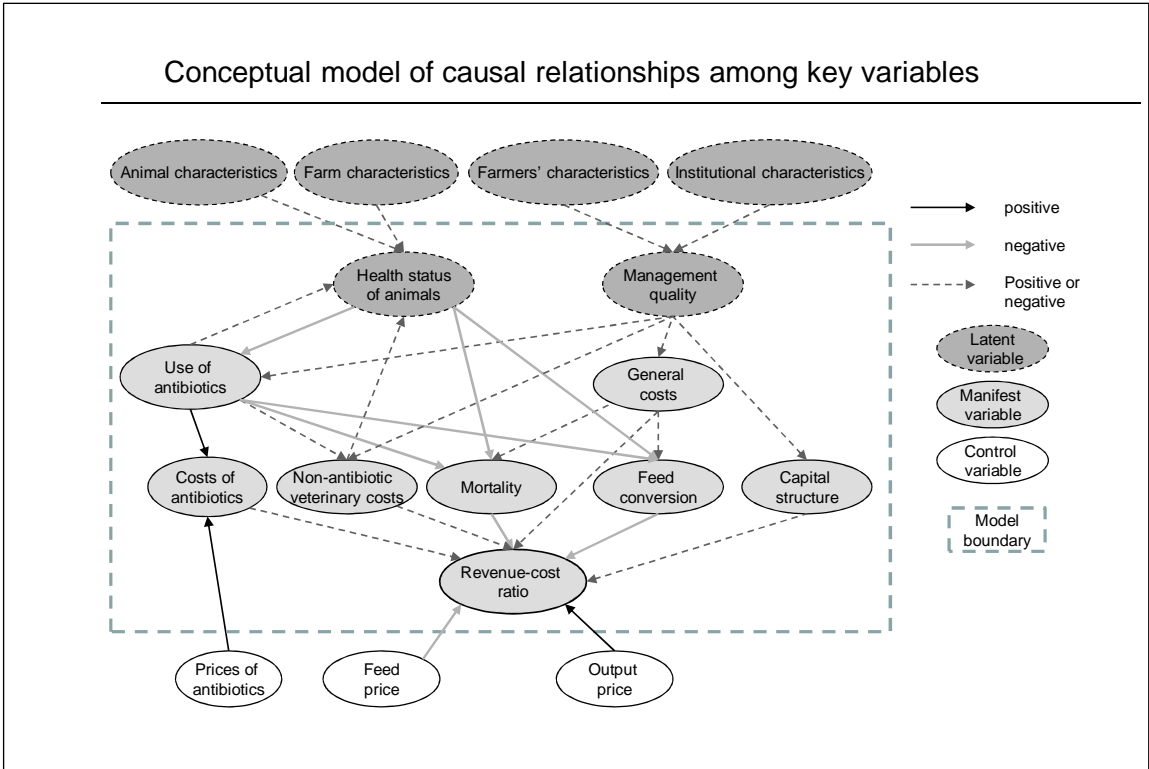 Conceptual model of causal relationships among key variables
Animal characteristics
Farm characteristics
Farmers' characteristics
Institutional characteristics
positive
negative
Positive or
negative
Health status
of animals
Management
quality
Latent
variable
Use of
antibiotics
General
costs
Manifest
variable
Control
variable
Costs of
antibiotics
Non-antibiotic
veterinary costs
Mortality
Feed
conversion
Capital
structure
Model
boundary
Revenue-cost
ratio
Prices of
antibiotics
Feed
price
Output
price